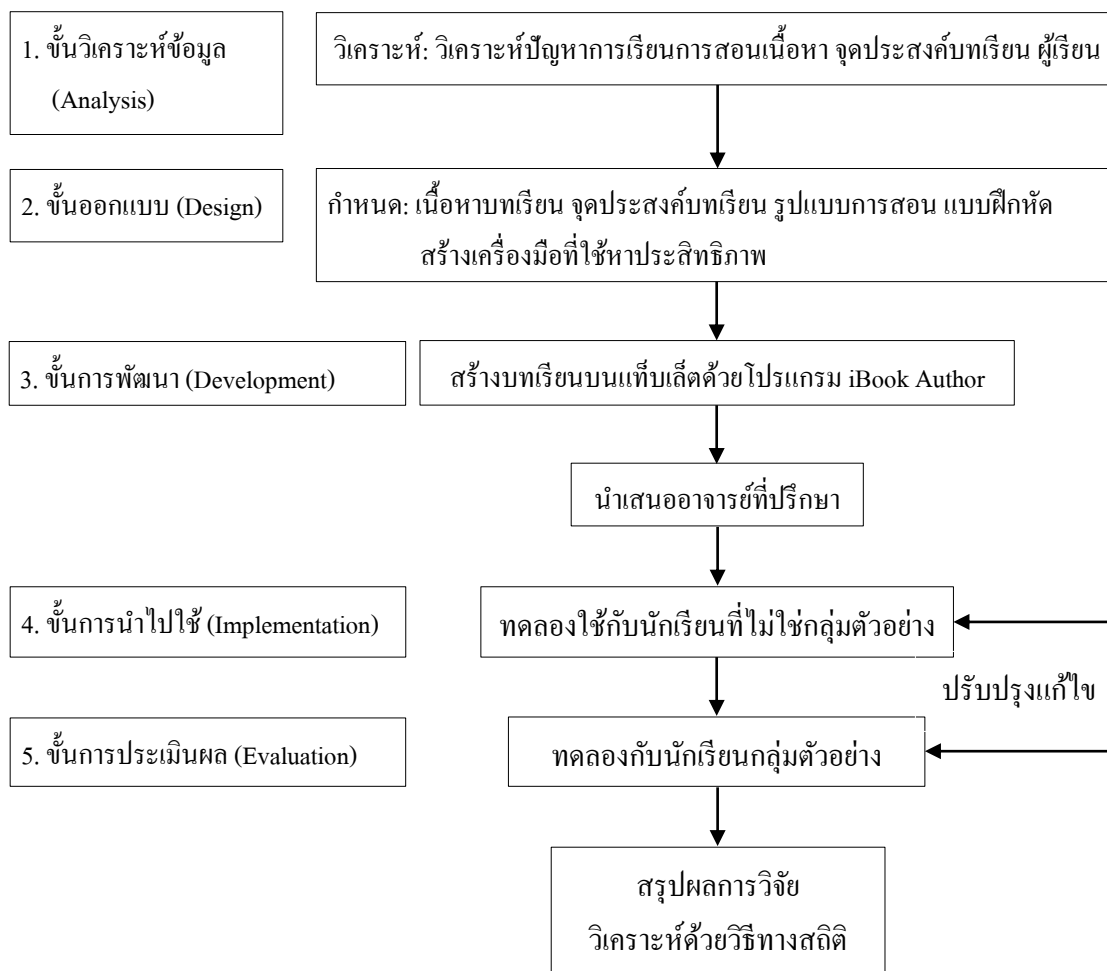 1. ขั้นวิเคราะห์ข้อมูล
(Analysis)
วิเคราะห์: วิเคราะห์ปัญหาการเรียนการสอนเนื้อหา จุดประสงค์บทเรียน ผู้เรียน
2. ขั้นออกแบบ (Design)
กำหนด: เนื้อหาบทเรียน จุดประสงค์บทเรียน รูปแบบการสอน แบบฝึกหัด
สร้างเครื่องมือที่ใช้หาประสิทธิภาพ
3. ขั้นการพัฒนา (Development)
สร้างบทเรียนบนแท็บเล็ตด้วยโปรแกรม iBook Author
นำเสนออาจารย์ที่ปรึกษา
4. ขั้นการนำไปใช้ (Implementation)
ทดลองใช้กับนักเรียนที่ไม่ใช่กลุ่มตัวอย่าง
ปรับปรุงแก้ไข
5. ขั้นการประเมินผล (Evaluation)
ทดลองกับนักเรียนกลุ่มตัวอย่าง
สรุปผลการวิจัย
วิเคราะห์ด้วยวิธีทางสถิติ